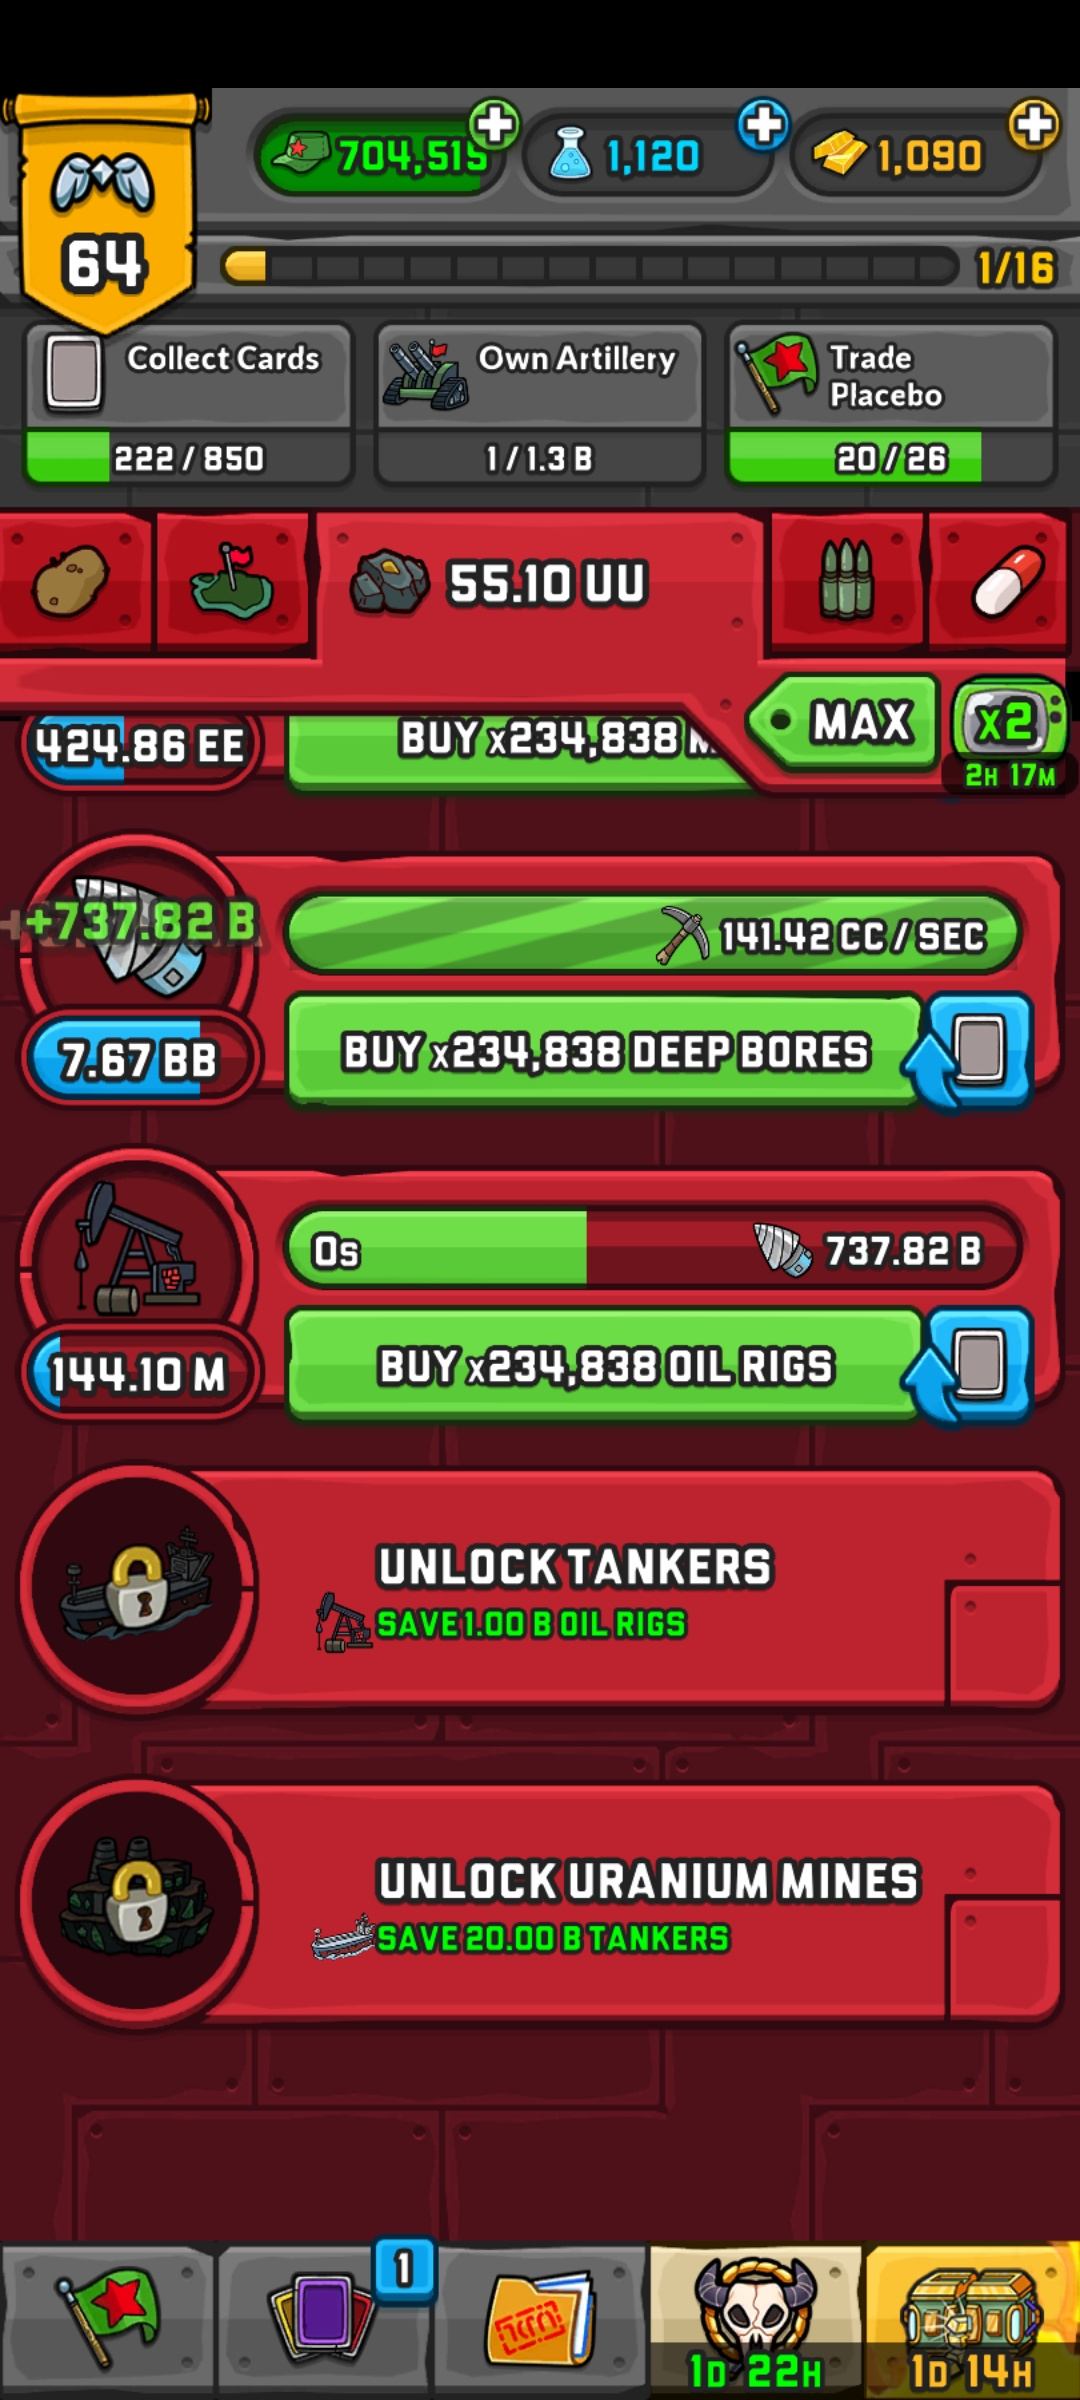 64
704,515
1,120
1,090
1/16
Collect Cards
222 / 850
Own Artillery
1 / 1.3 B
Trade
Placebo
20 / 26
55.10 UU
MAX
x2
2H 17M
424.86 EE
BUY x234,838
+737.82 B
141.42 CC / SEC
7.67 BB
BUY x234,838 DEEP BORES
0s
737.82 B
144.10 M
BUY x234,838 OIL RIGS
UNLOCK TANKERS
SAVE 1.00 B OIL RIGS
UNLOCK URANIUM MINES
SAVE 20.00 B TANKERS
1
1D 22H
1D 14H